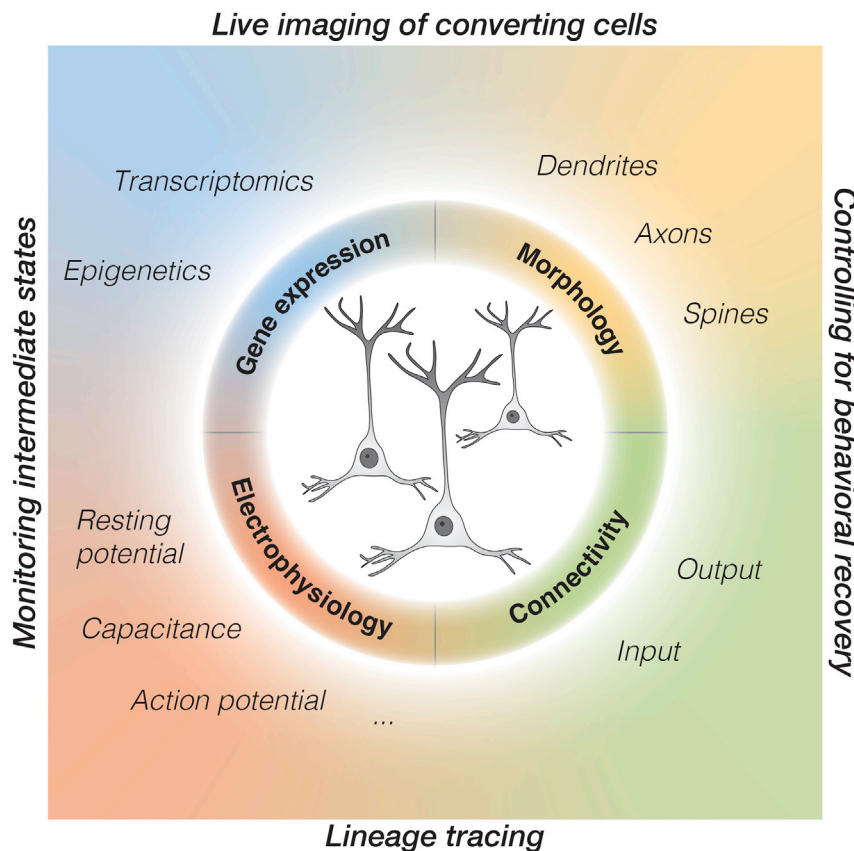 Live imaging of converting cells
Transcriptomics
Epigenetics
Gene expression
Dendrites
Axons
Spines
Morphology
Monitoring intermediate states
Controlling for behavioral recovery
Electrophysiology
Resting
potential
Capacitance
Action potential
...
Connectivity
Output
Input
Lineage tracing